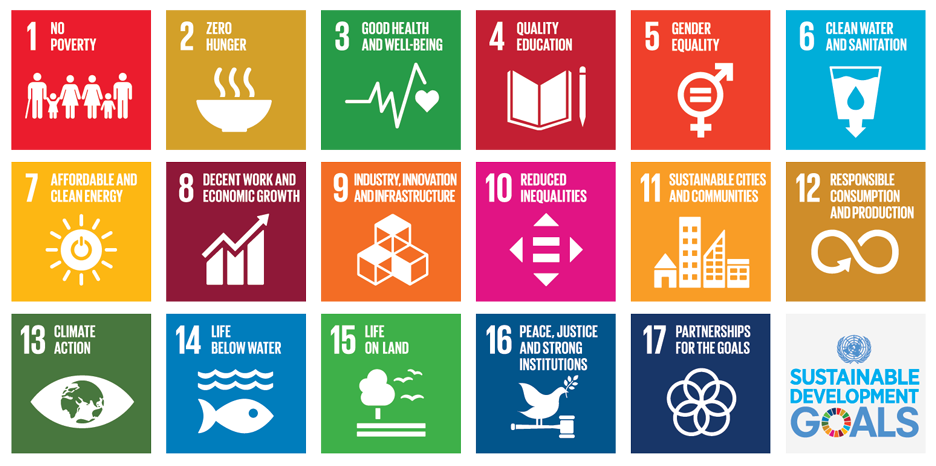 1 NO
POVERTY
2 ZERO
HUNGER
3 GOOD HEALTH
AND WELL-BEING
4 QUALITY
EDUCATION
5 GENDER
EQUALITY
6 CLEAN WATER
AND SANITATION
7 AFFORDABLE AND
CLEAN ENERGY
8 DECENT WORK AND
ECONOMIC GROWTH
9 INDUSTRY, INNOVATION
AND INFRASTRUCTURE
10 REDUCED
INEQUALITIES
11 SUSTAINABLE CITIES
AND COMMUNITIES
12 RESPONSIBLE
CONSUMPTION
AND PRODUCTION
13 CLIMATE
ACTION
14 LIFE
BELOW WATER
15 LIFE
ON LAND
16 PEACE, JUSTICE
AND STRONG
INSTITUTIONS
17 PARTNERSHIPS
FOR THE GOALS
SUSTAINABLE
DEVELOPMENT
GOALS